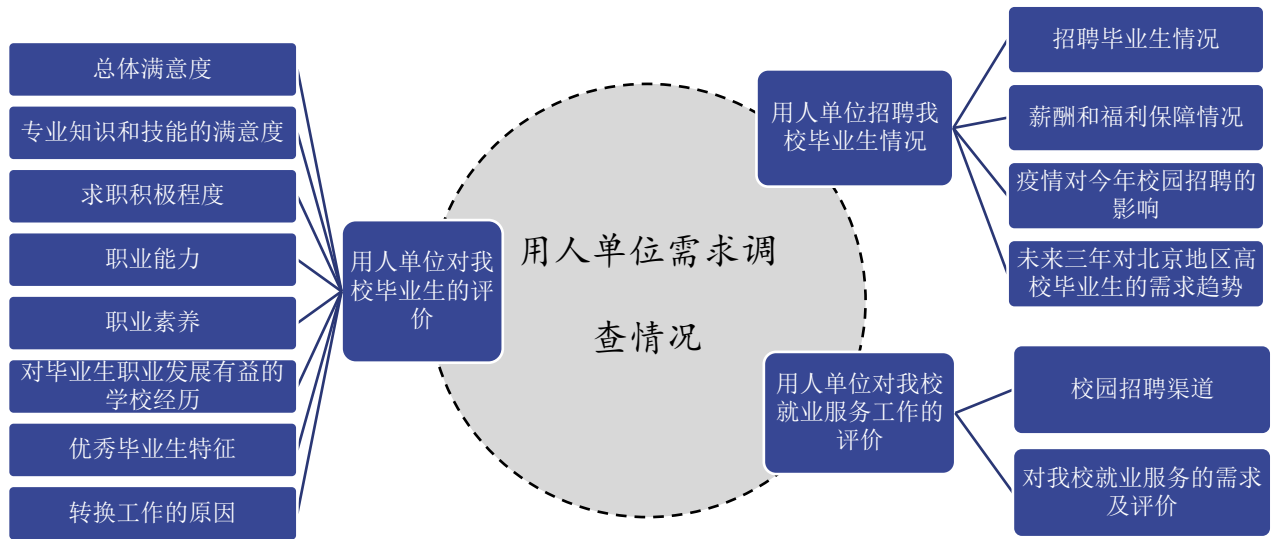 总体满意度
专业知识和技能的满意度
求职积极程度
职业能力
职业素养
对毕业生职业发展有益的
学校经历
优秀毕业生特征
转换工作的原因
用人单位对我
校毕业生的评
价
用人单位需求调
查情况
用人单位招聘我
校毕业生情况
招聘毕业生情况
薪酬和福利保障情况
疫情对今年校园招聘的
影响
未来三年对北京地区高
校毕业生的需求趋势
用人单位对我校
就业服务工作的
评价
校园招聘渠道
对我校就业服务的需求
及评价